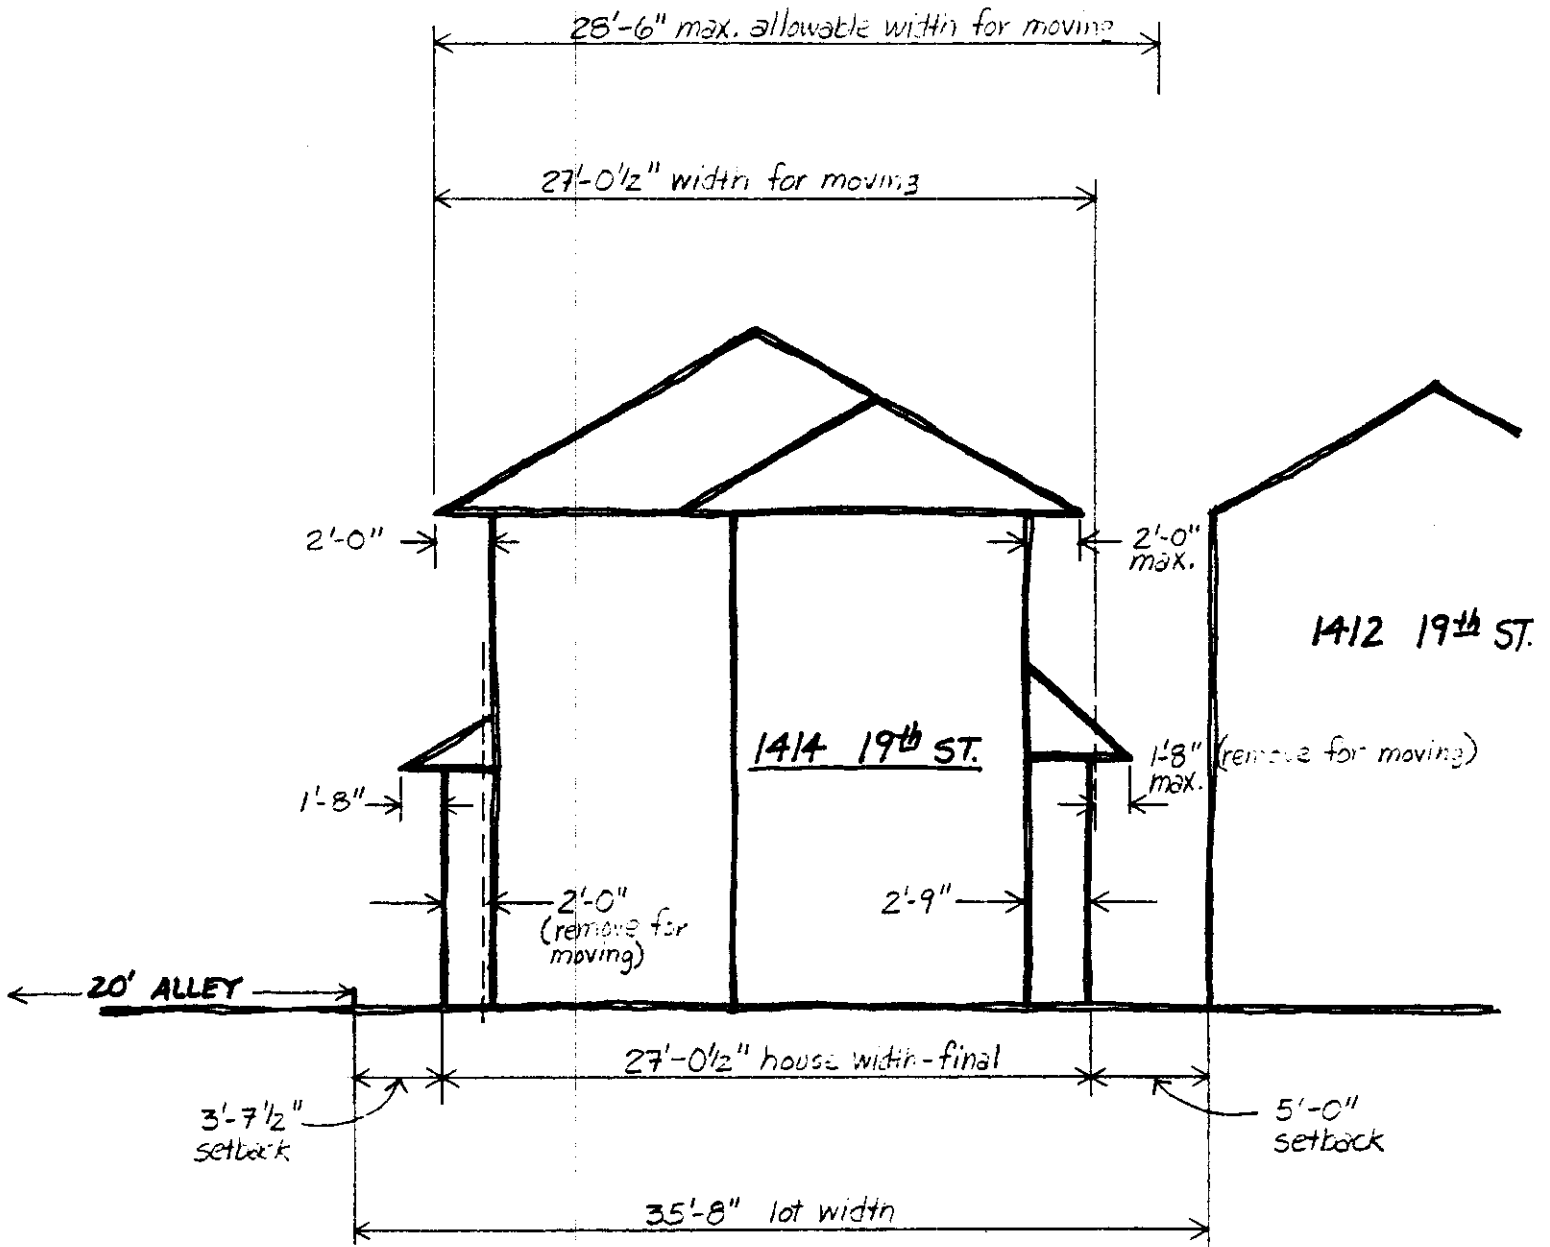 28'-6" max. allowable width for moving
27'-0½" width for moving
2'-0"
2'-0"
max.
1412 19th ST.
1414 19th ST.
1'-8" (remove for moving)
max.
1'-8"
2'-0"
(remove for
moving)
2'-9"
20' ALLEY
27'-0½" house width-final
3'-7½"
setback
5'-0"
setback
35'-8" lot width